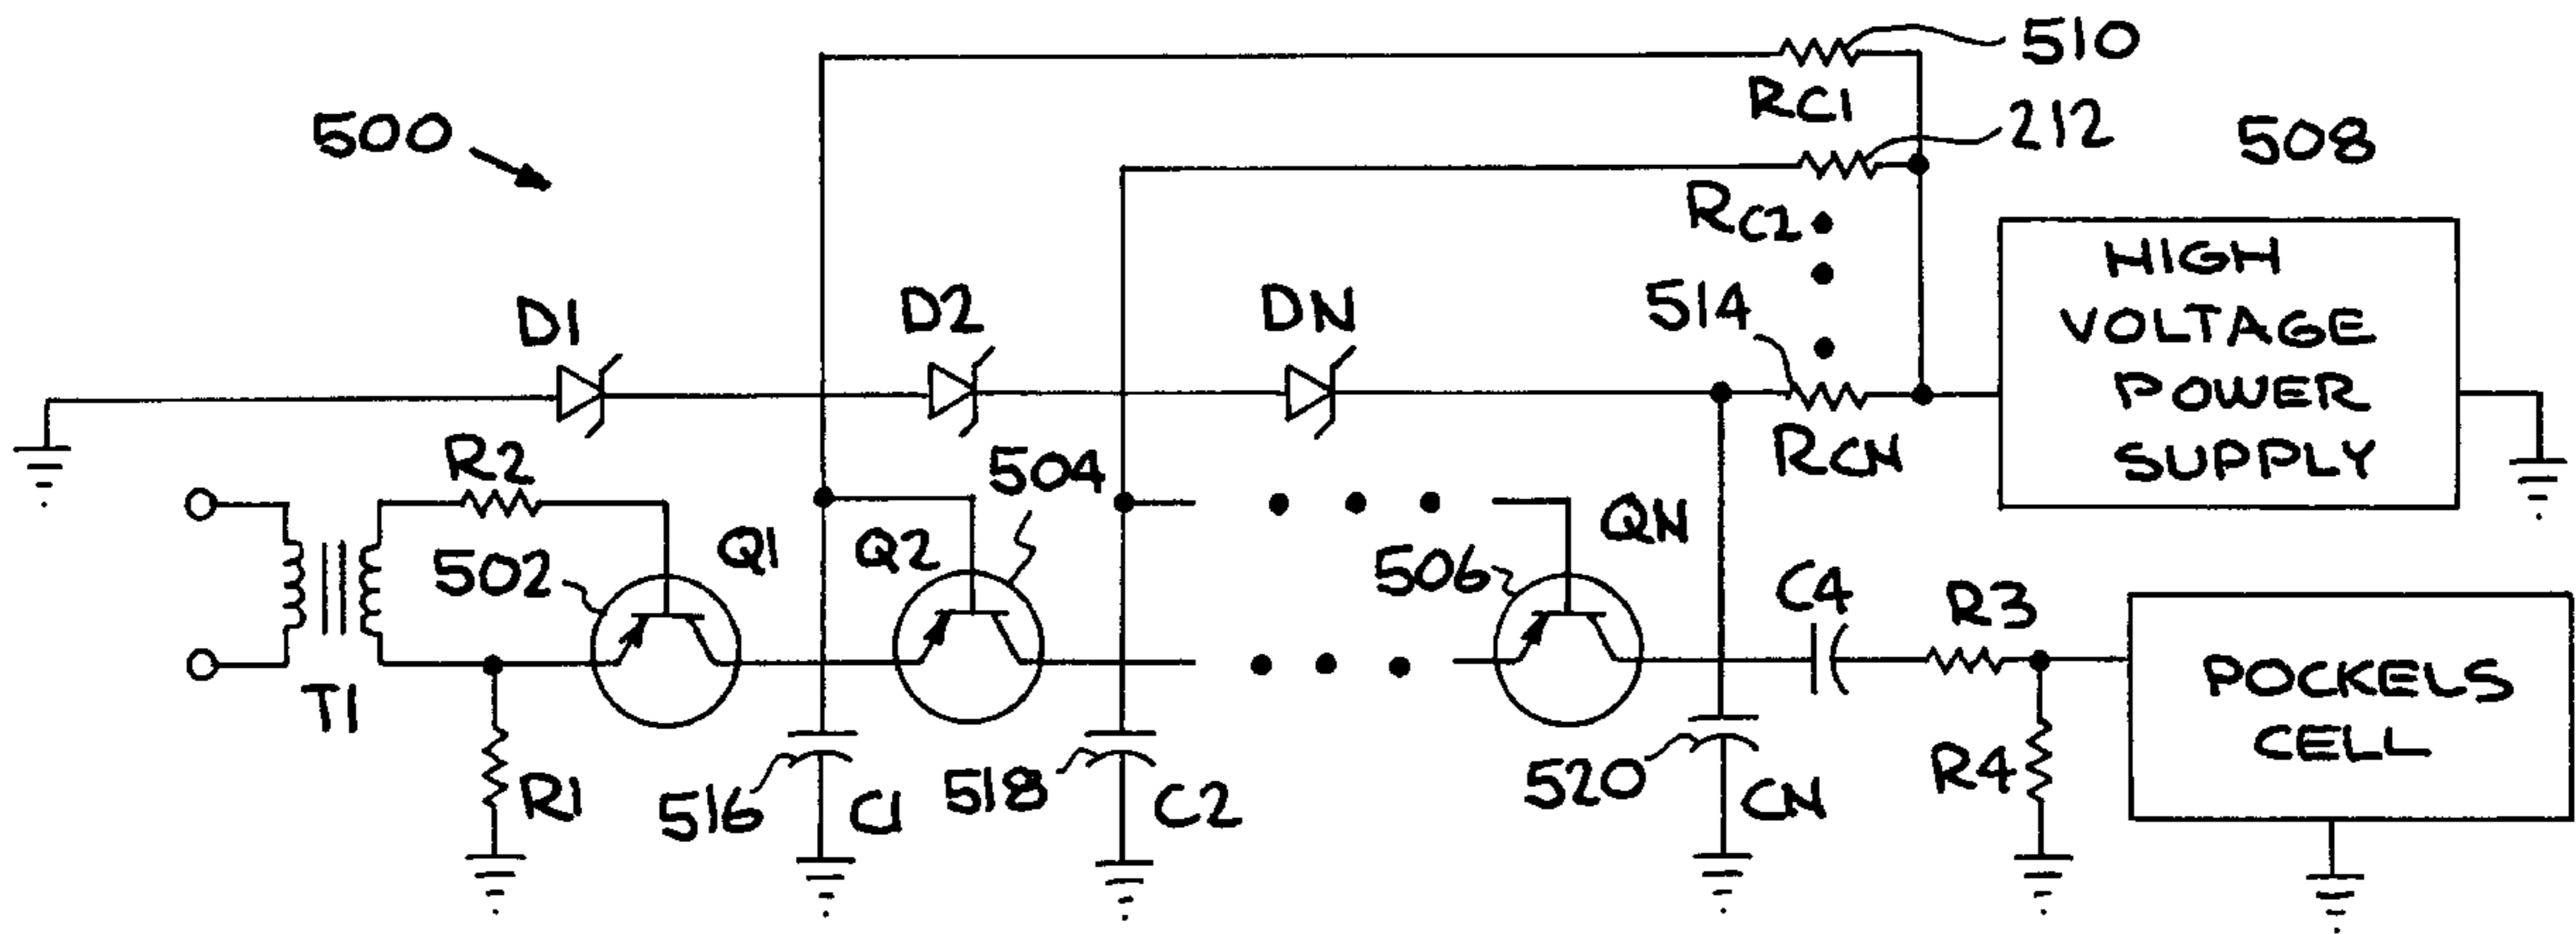 510
RC1
212
500
508
RC2
HIGH
VOLTAGE
POWER
SUPPLY
D1
D2
DN
514
RCN
R2
504
502
Q1
Q2
QN
506
C4
R3
POCKELS
CELL
T1
R1
516
C1
518
C2
520
CN
R4